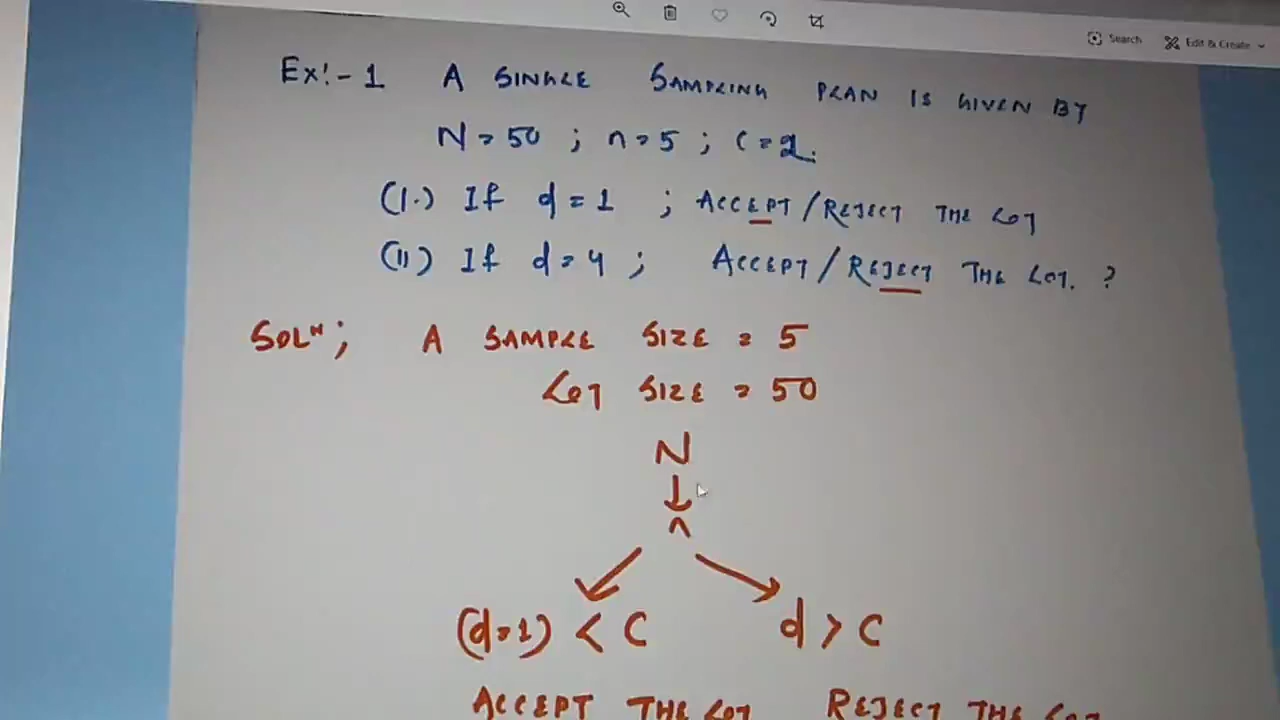 Search Edit & Create
Ex:-1 A SINGLE SAMPLING PLAN IS GIVEN BY
N = 50 ; n = 5 ; C = 2.
(I.) If d = 1 ; ACCEPT/REJECT THE LOT
(II) If d = 4 ; ACCEPT/REJECT THE LOT. ?
SOLN; A SAMPLE SIZE = 5
LOT SIZE = 50
N
↓
n
(d=1) < C d > C
ACCEPT THE LOT REJECT THE LOT